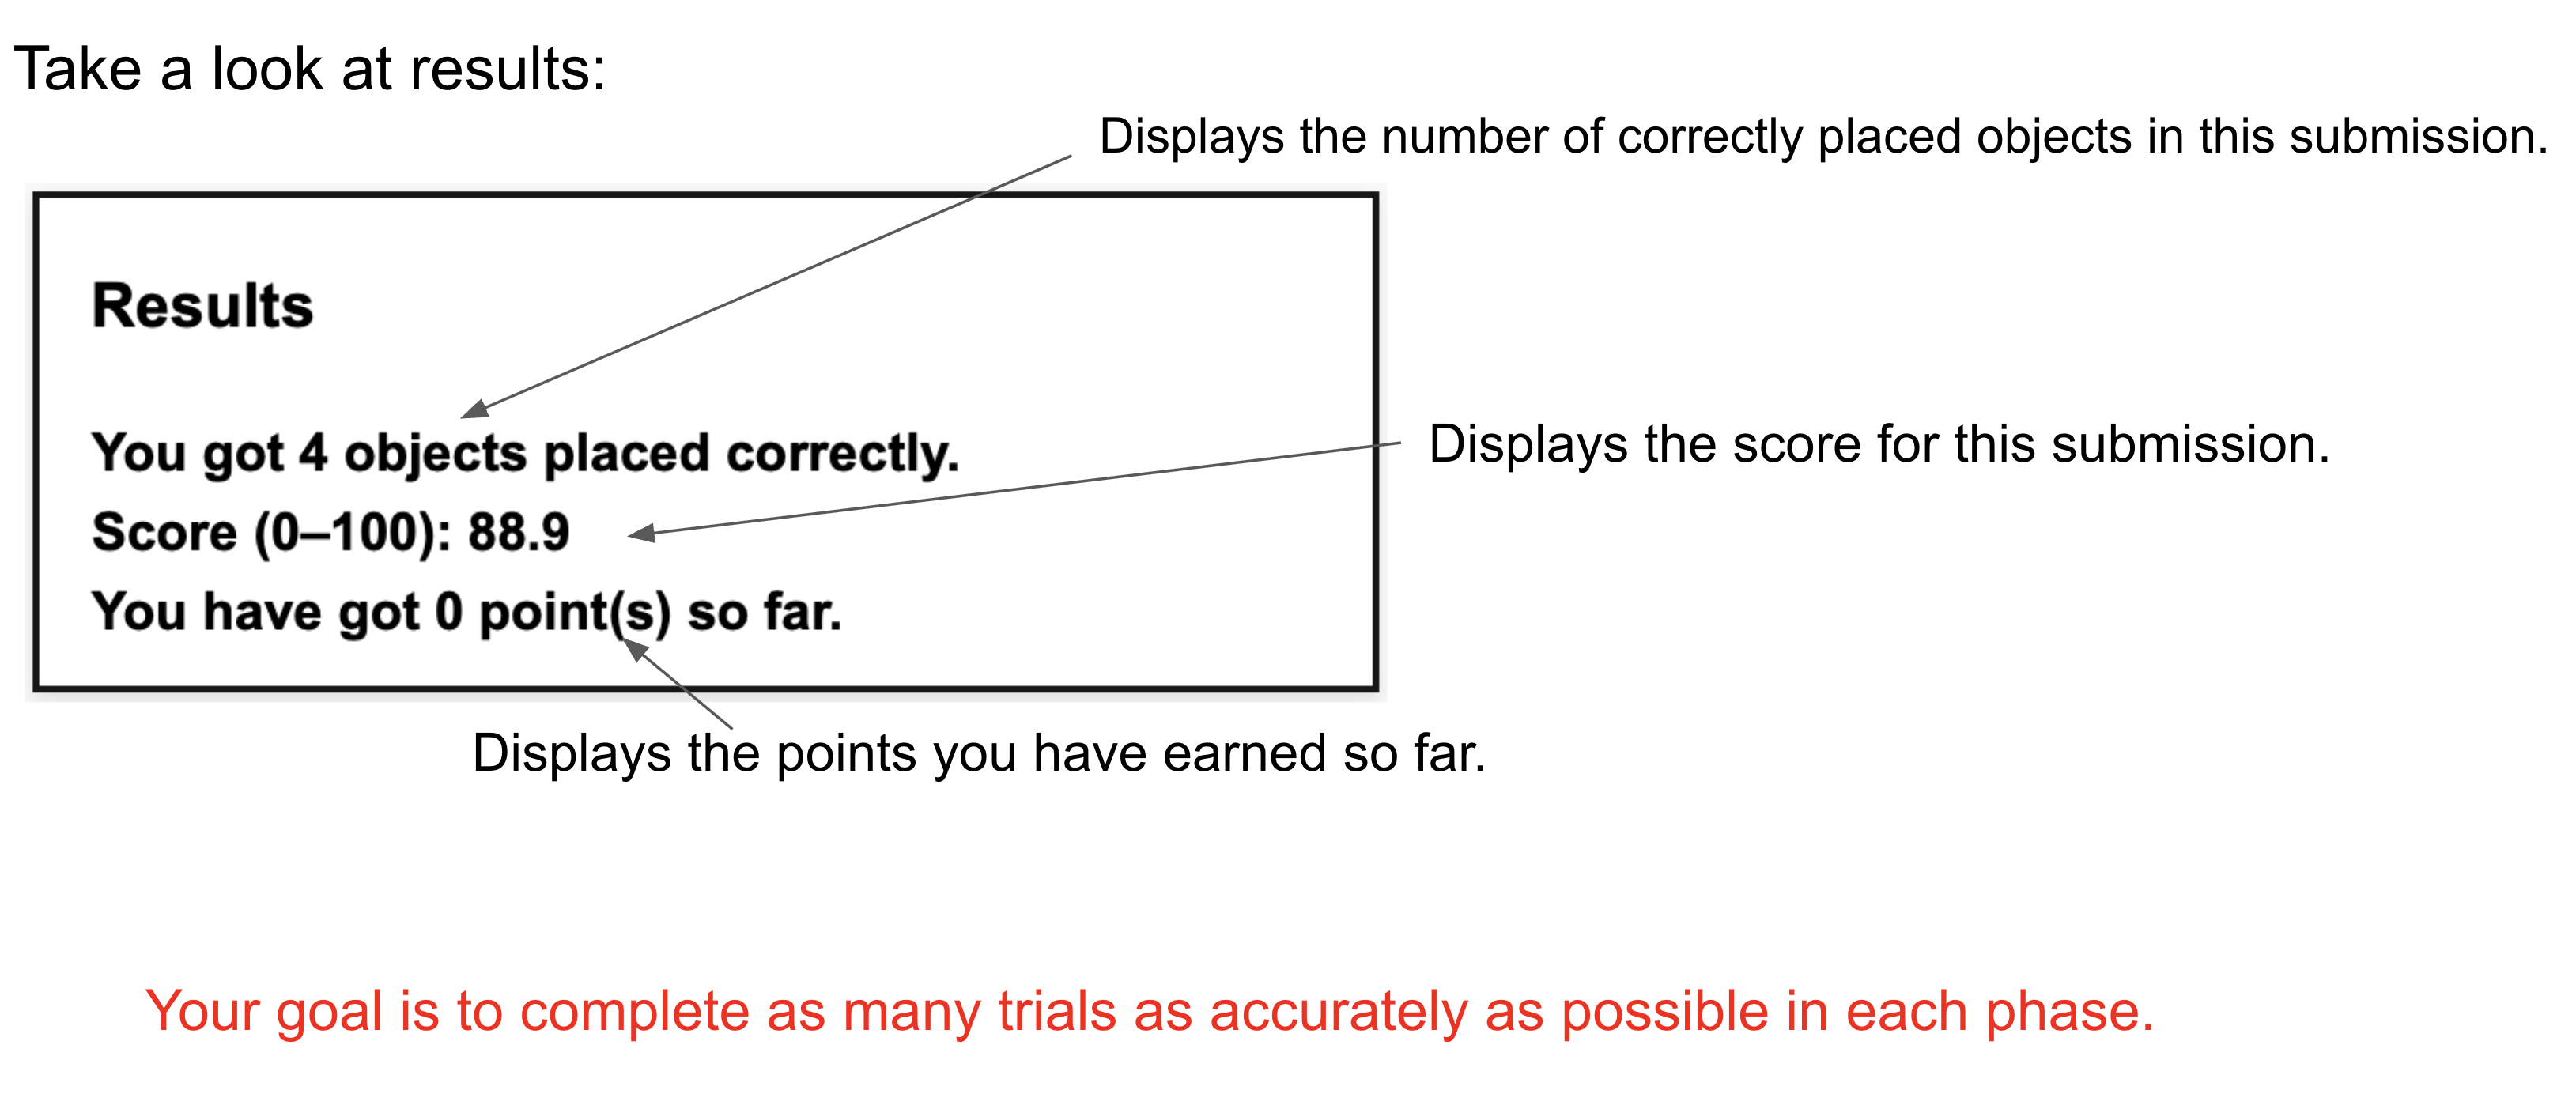 Take a look at results:
Displays the number of correctly placed objects in this submission.
Results
You got 4 objects placed correctly.
Displays the score for this submission.
Score (0–100): 88.9
You have got 0 point(s) so far.
Displays the points you have earned so far.
Your goal is to complete as many trials as accurately as possible in each phase.